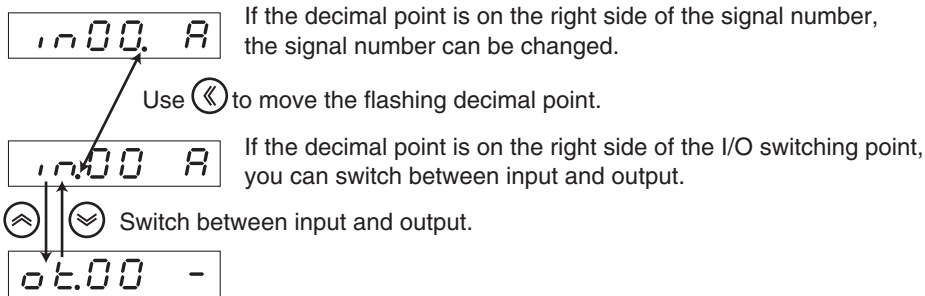 in00. A
If the decimal point is on the right side of the signal number,
the signal number can be changed.
Use to move the flashing decimal point.
in.00 A
If the decimal point is on the right side of the I/O switching point,
you can switch between input and output.
Switch between input and output.
ot.00 -